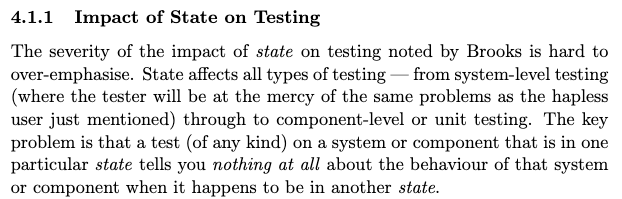 4.1.1 Impact of State on Testing
The severity of the impact of state on testing noted by Brooks is hard to
over-emphasise. State affects all types of testing — from system-level testing
(where the tester will be at the mercy of the same problems as the hapless
user just mentioned) through to component-level or unit testing. The key
problem is that a test (of any kind) on a system or component that is in one
particular state tells you nothing at all about the behaviour of that system
or component when it happens to be in another state.